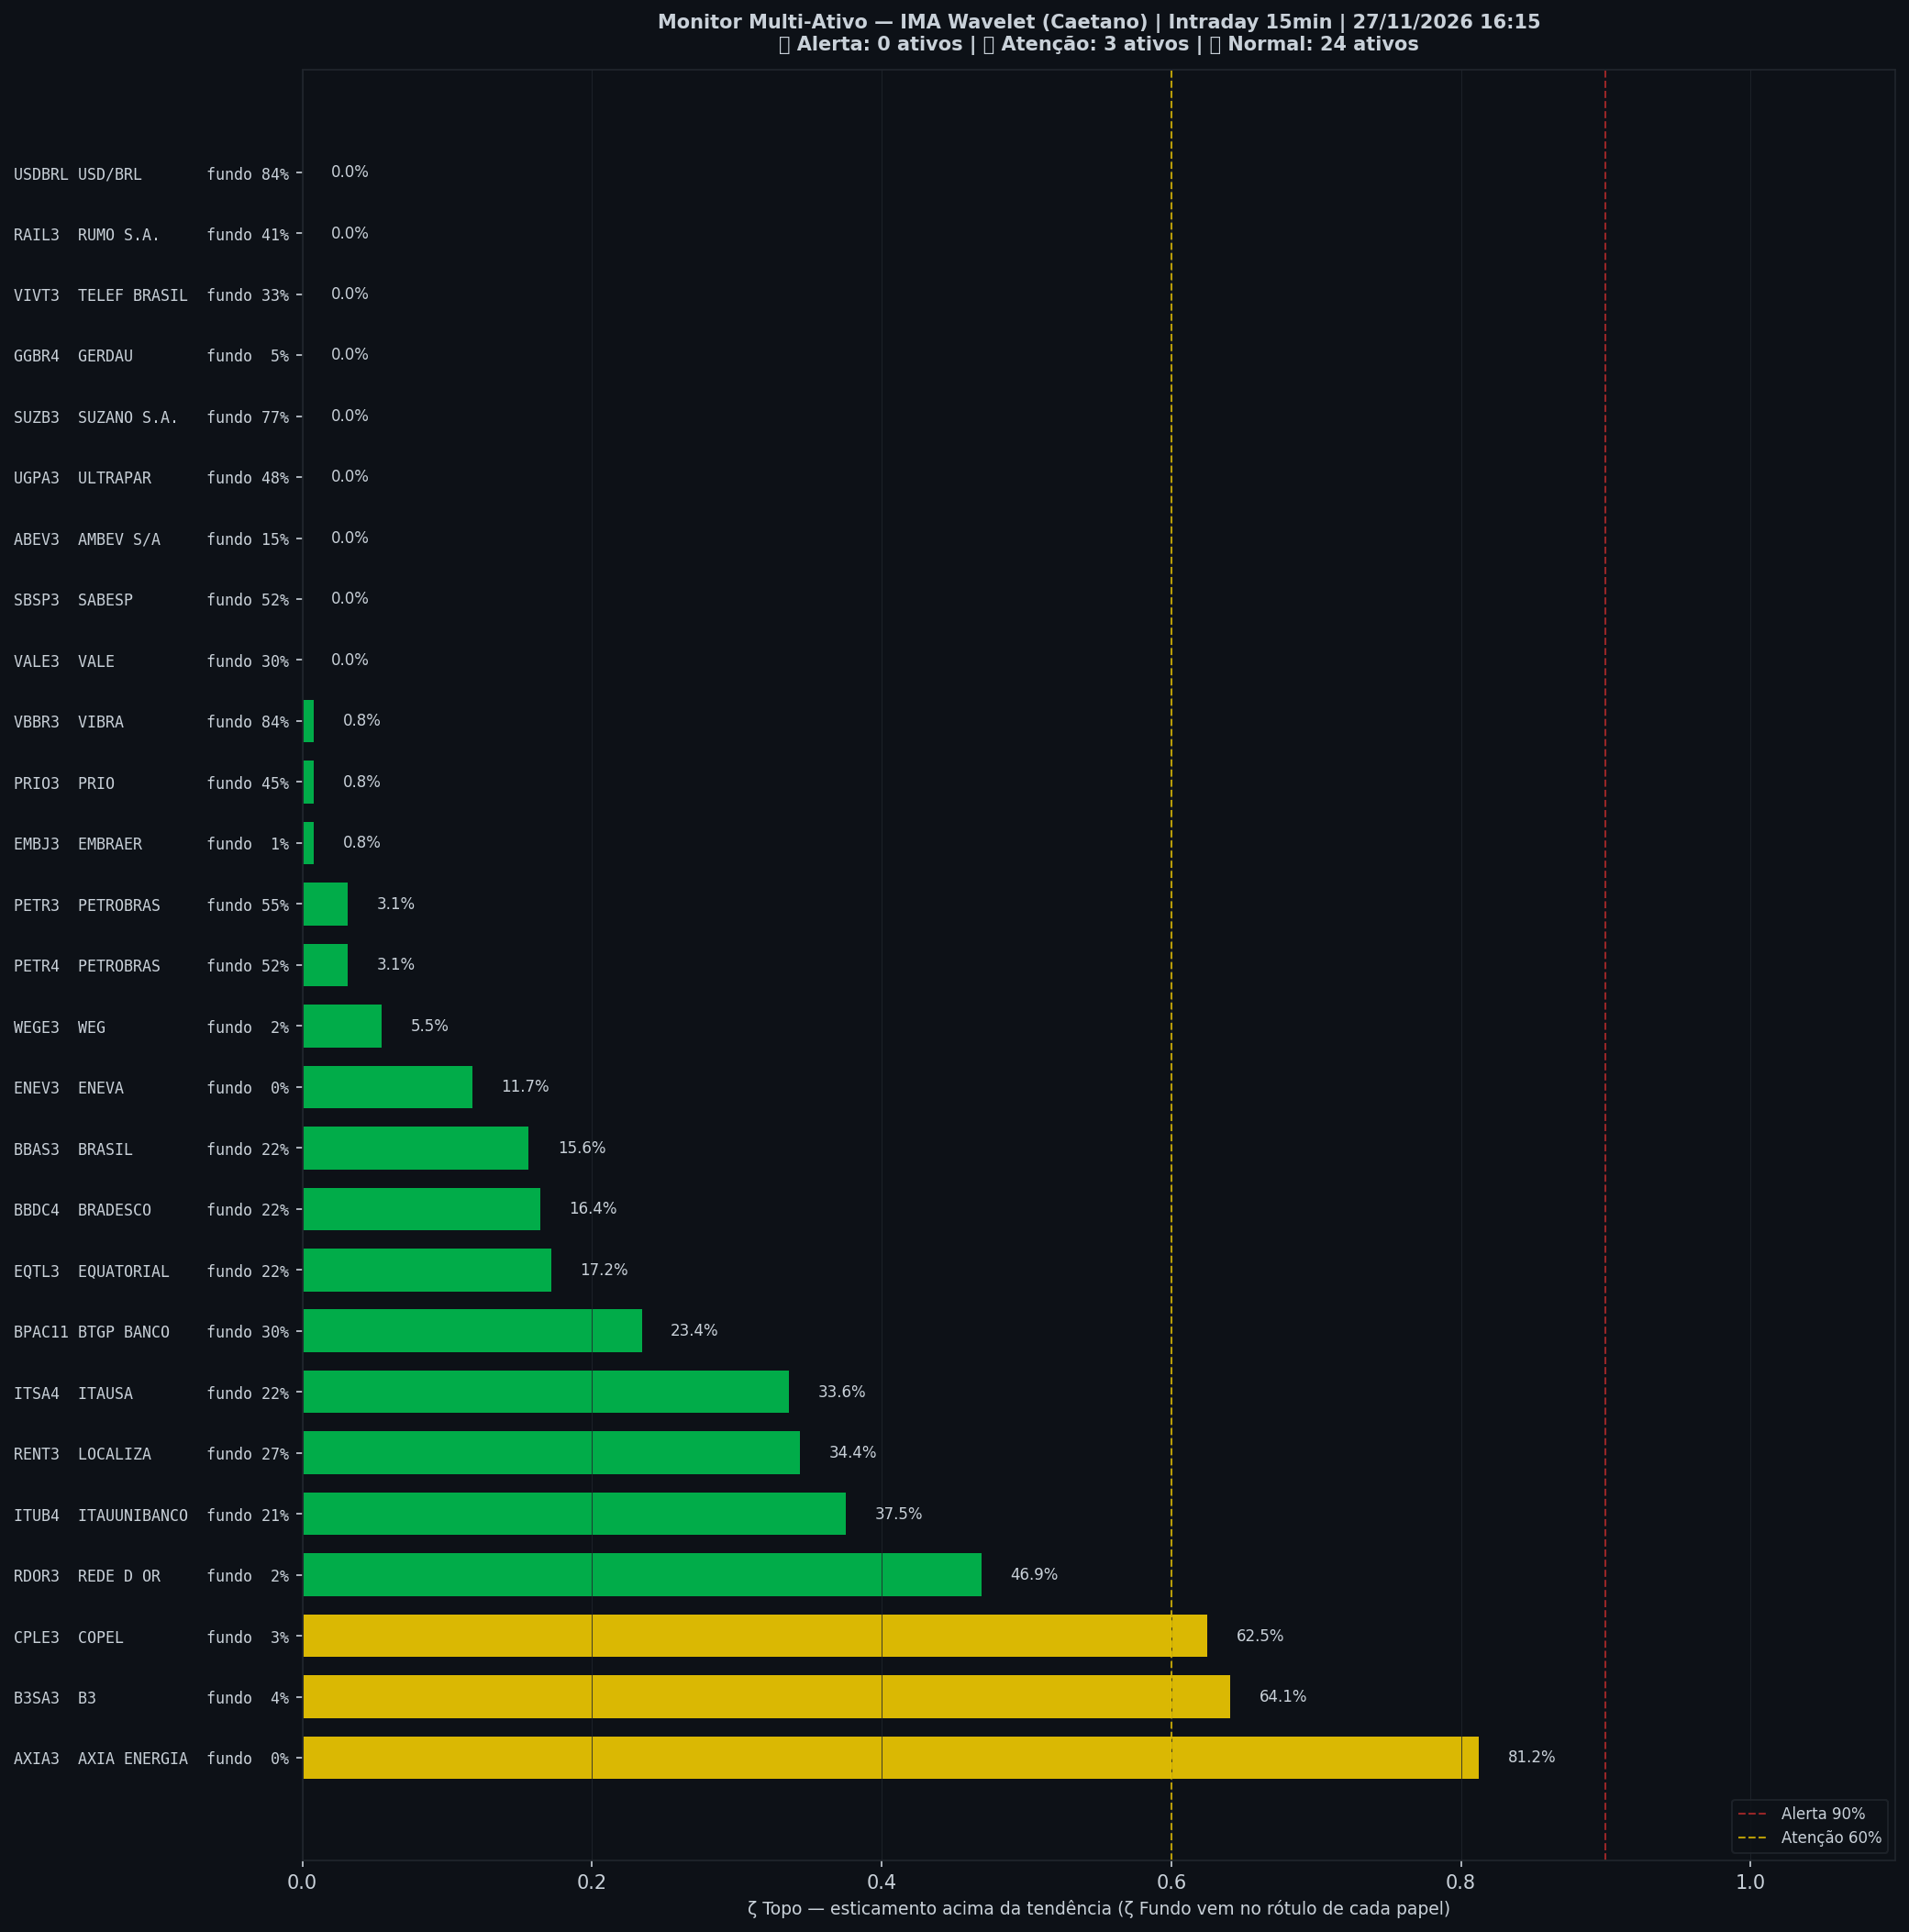 Monitor Multi-Ativo — IMA Wavelet (Caetano) | Intraday 15min | 27/11/2026 16:15
Alerta: 0 ativos | Atenção: 3 ativos | Normal: 24 ativos
USDBRL USD/BRL fundo 84% 0.0%
RAIL3 RUMO S.A. fundo 41% 0.0%
VIVT3 TELEF BRASIL fundo 33% 0.0%
GGBR4 GERDAU fundo 5% 0.0%
SUZB3 SUZANO S.A. fundo 77% 0.0%
UGPA3 ULTRAPAR fundo 48% 0.0%
ABEV3 AMBEV S/A fundo 15% 0.0%
SBSP3 SABESP fundo 52% 0.0%
VALE3 VALE fundo 30% 0.0%
VBBR3 VIBRA fundo 84% 0.8%
PRIO3 PRIO fundo 45% 0.8%
EMBJ3 EMBRAER fundo 1% 0.8%
PETR3 PETROBRAS fundo 55% 3.1%
PETR4 PETROBRAS fundo 52% 3.1%
WEGE3 WEG fundo 2% 5.5%
ENEV3 ENEVA fundo 0% 11.7%
BBAS3 BRASIL fundo 22% 15.6%
BBDC4 BRADESCO fundo 22% 16.4%
EQTL3 EQUATORIAL fundo 22% 17.2%
BPAC11 BTGP BANCO fundo 30% 23.4%
ITSA4 ITAUSA fundo 22% 33.6%
RENT3 LOCALIZA fundo 27% 34.4%
ITUB4 ITAUUNIBANCO fundo 21% 37.5%
RDOR3 REDE D OR fundo 2% 46.9%
CPLE3 COPEL fundo 3% 62.5%
B3SA3 B3 fundo 4% 64.1%
AXIA3 AXIA ENERGIA fundo 0% 81.2%
Alerta 90%
Atenção 60%
0.0 0.2 0.4 0.6 0.8 1.0
ζ Topo — esticamento acima da tendência (ζ Fundo vem no rótulo de cada papel)